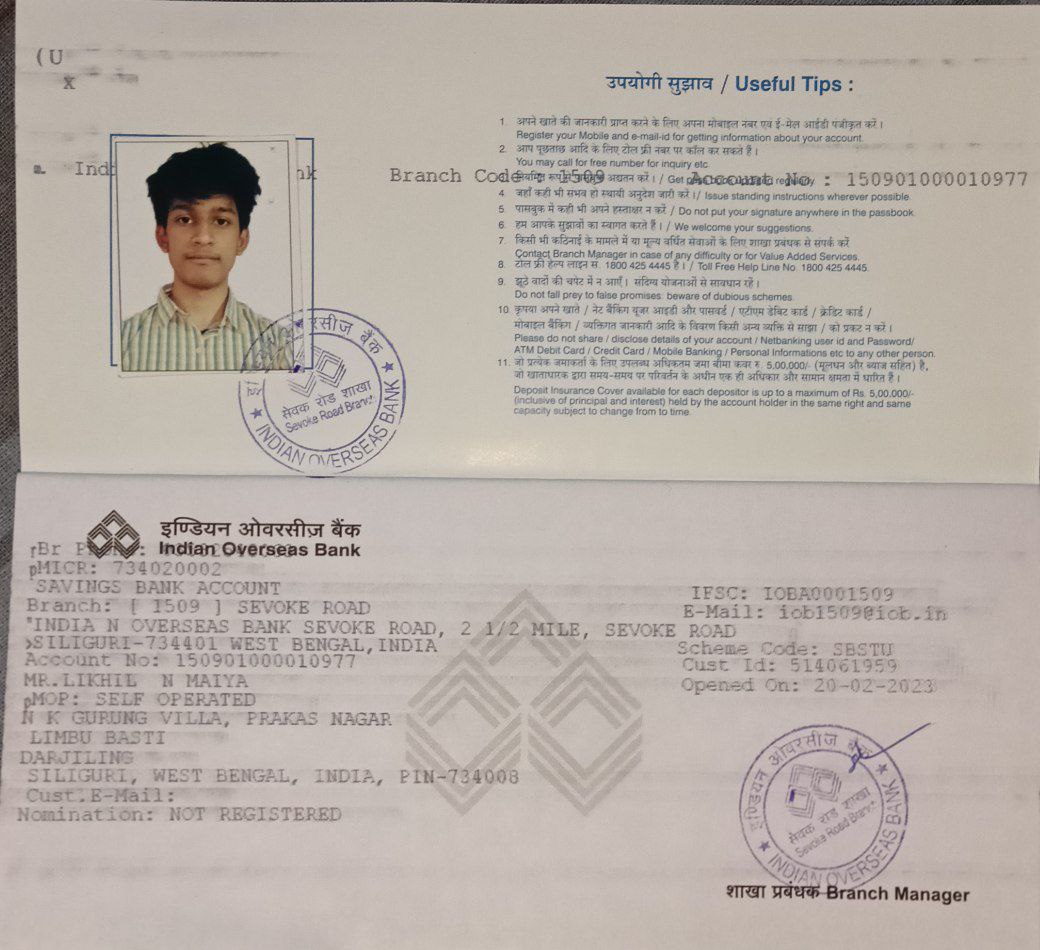 (U
X
उपयोगी सुझाव / Useful Tips :
1. अपने खाते की जानकारी प्राप्त करने के लिए अपना मोबाइल नंबर एवं ई-मेल आईडी पंजीकृत करें।
Register your Mobile and e-mail-id for getting information about your account.
2. आप पूछताछ आदि के लिए टोल फ्री नंबर पर कॉल कर सकते हैं।
You may call for free number for inquiry etc.
Branch Code : 1509 Account No : 150901000010977
अद्यतन करें। / Get
4. जहाँ कहीं भी संभव हो स्थायी अनुदेश जारी करें।/ Issue standing instructions wherever possible.
5. पासबुक में कहीं भी अपने हस्ताक्षर न करें / Do not put your signature anywhere in the passbook.
6. हम आपके सुझावों का स्वागत करते हैं। / We welcome your suggestions.
7. किसी भी कठिनाई के मामले में या मूल्य वर्धित सेवाओं के लिए शाखा प्रबंधक से संपर्क करें
Contact Branch Manager in case of any difficulty or for Value Added Services.
8. टोल फ्री हेल्प लाइन सं. 1800 425 4445 है। / Toll Free Help Line No. 1800 425 4445.
9. झूठे वादों की चपेट में न आएँ। संदिग्ध योजनाओं से सावधान रहें।
Do not fall prey to false promises beware of dubious schemes.
10. कृपया अपने खाते / नेट बैंकिंग यूजर आइडी और पासवर्ड / एटीएम डेबिट कार्ड / क्रेडिट कार्ड /
मोबाइल बैंकिंग / व्यक्तिगत जानकारी आदि के विवरण किसी अन्य व्यक्ति से साझा / को प्रकट न करें।
Please do not share / disclose details of your account / Netbanking user id and Password/
ATM Debit Card / Credit Card / Mobile Banking / Personal Informations etc to any other person.
11. जो प्रत्येक जमाकर्ता के लिए उपलब्ध अधिकतम जमा बीमा कवर रु. 5,00,000/- (मूलधन और ब्याज सहित) है,
जो खाताधारक द्वारा समय-समय पर परिवर्तन के अधीन एक ही अधिकार और सामान क्षमता में धारित है।
Deposit Insurance Cover available for each depositor is up to a maximum of Rs. 5,00,000/-
(inclusive of principal and interest) held by the account holder in the same right and same
capacity subject to change from to time.
सेवक रोड शाखा
Sevoke Road Branch
INDIAN OVERSEAS BANK
इण्डियन ओवरसीज़ बैंक
Indian Overseas Bank
MICR: 734020002
SAVINGS BANK ACCOUNT
IFSC: IOBA0001509
Branch: [ 1509 ] SEVOKE ROAD
E-Mail: iob1509@iob.in
INDIA N OVERSEAS BANK SEVOKE ROAD, 2 1/2 MILE, SEVOKE ROAD
SILIGURI-734401 WEST BENGAL,INDIA
Scheme Code: SBSTU
Account No: 150901000010977
Cust Id: 514061959
MR.LIKHIL N MAIYA
Opened On: 20-02-2023
MOP: SELF OPERATED
N K GURUNG VILLA, PRAKAS NAGAR
LIMBU BASTI
DARJILING
SILIGURI, WEST BENGAL, INDIA, PIN-734008
Cust.E-Mail:
Nomination: NOT REGISTERED
इण्डियन ओवरसीज़ बैंक
सेवक रोड शाखा
Sevoke Road Branch
INDIAN OVERSEAS BANK
शाखा प्रबंधक Branch Manager